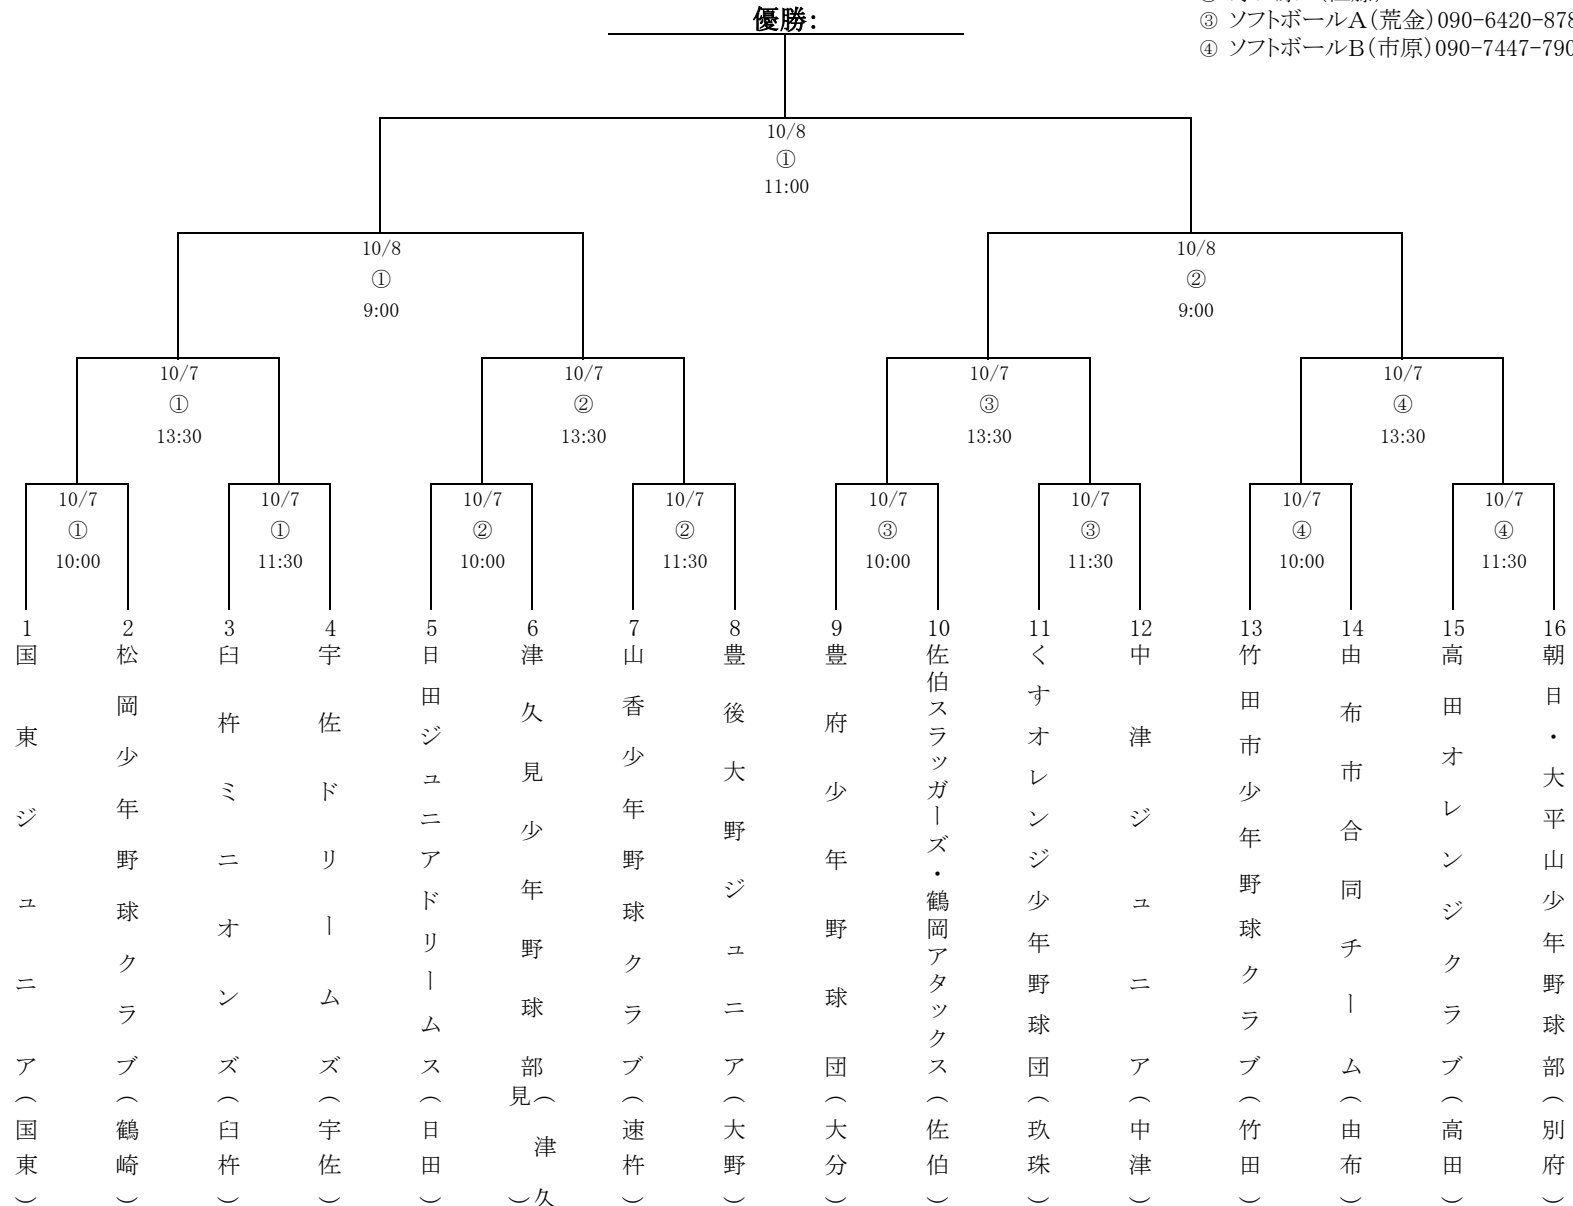 優勝:
③ ソフトボールA(荒金)090-6420-878
④ ソフトボールB(市原)090-7447-790
10/8
①
11:00
10/8
①
9:00
10/8
②
9:00
10/7
①
13:30
10/7
②
13:30
10/7
③
13:30
10/7
④
13:30
10/7
①
10:00
10/7
①
11:30
10/7
②
10:00
10/7
②
11:30
10/7
③
10:00
10/7
③
11:30
10/7
④
10:00
10/7
④
11:30
1 国東ジュニア(国東)
2 松岡少年野球クラブ(鶴崎)
3 臼杵ミニオンズ(臼杵)
4 宇佐ドリームズ(宇佐)
5 日田ジュニアドリームス(日田)
6 津久見少年野球部(津久見)
7 山香少年野球クラブ(速杵)
8 豊後大野ジュニア(大野)
9 豊府少年野球団(大分)
10 佐伯スラッガーズ・鶴岡アタックス(佐伯)
11 くすオレンジ少年野球団(玖珠)
12 中津ジュニア(中津)
13 竹田市少年野球クラブ(竹田)
14 由布市合同チーム(由布)
15 高田オレンジクラブ(高田)
16 朝日・大平山少年野球部(別府)